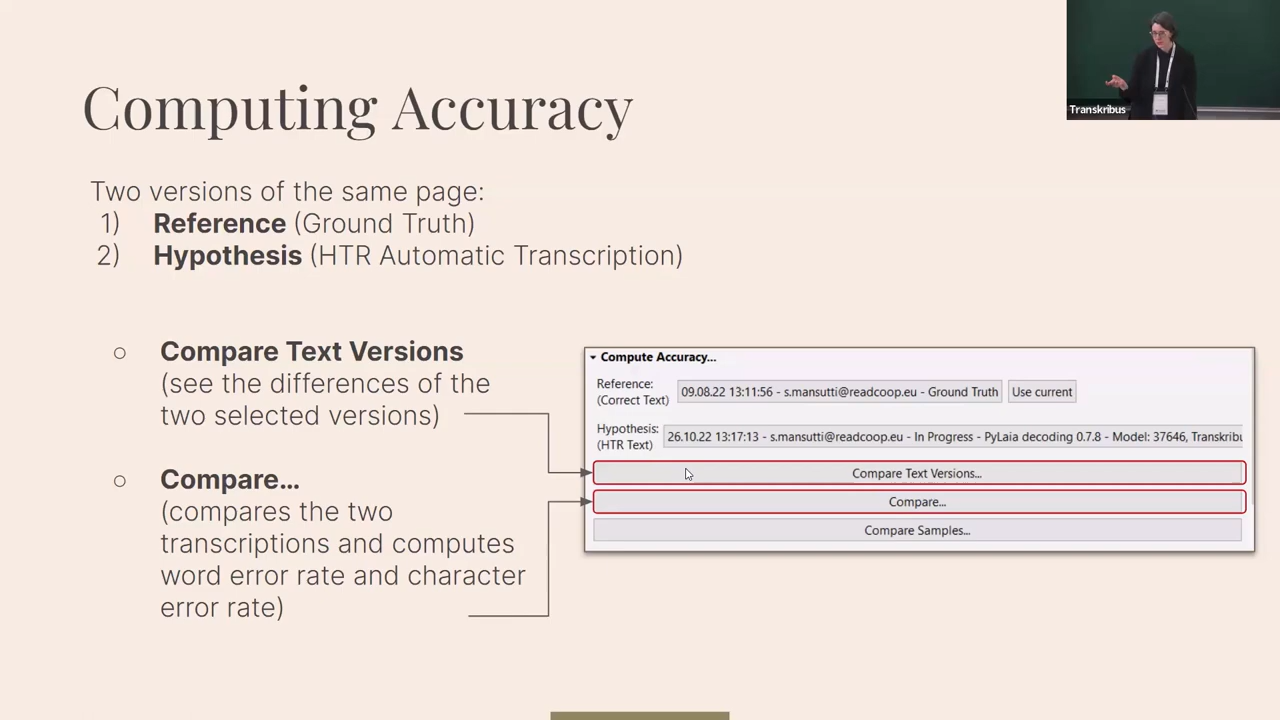 Transkribus
Computing Accuracy
Two versions of the same page:
1) Reference (Ground Truth)
2) Hypothesis (HTR Automatic Transcription)
○ Compare Text Versions
(see the differences of the
two selected versions)
○ Compare...
(compares the two
transcriptions and computes
word error rate and character
error rate)
Compute Accuracy...
Reference:
(Correct Text)
09.08.22 13:11:56 - s.mansutti@readcoop.eu - Ground Truth
Use current
Hypothesis:
(HTR Text)
26.10.22 13:17:13 - s.mansutti@readcoop.eu - In Progress - PyLaia decoding 0.7.8 - Model: 37646, Transkribu
Compare Text Versions...
Compare...
Compare Samples...